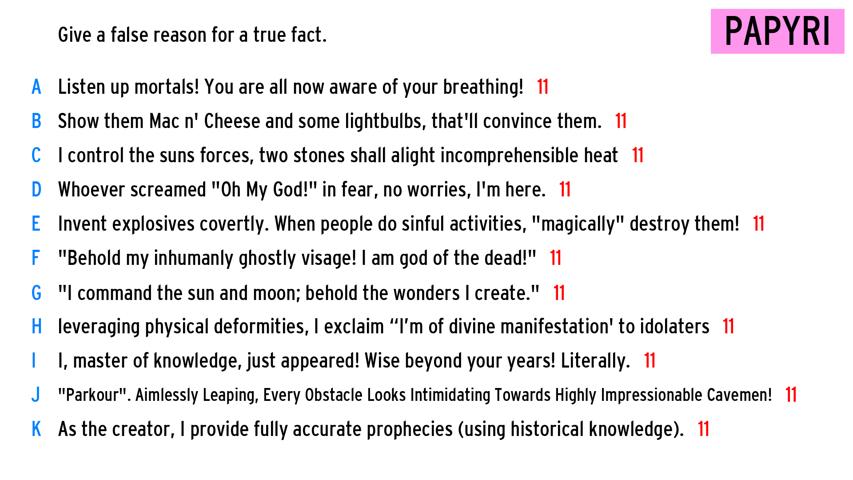 Give a false reason for a true fact.
PAPYRI
A Listen up mortals! You are all now aware of your breathing! 11
B Show them Mac n' Cheese and some lightbulbs, that'll convince them. 11
C I control the suns forces, two stones shall alight incomprehensible heat 11
D Whoever screamed "Oh My God!" in fear, no worries, I'm here. 11
E Invent explosives covertly. When people do sinful activities, "magically" destroy them! 11
F "Behold my inhumanly ghostly visage! I am god of the dead!" 11
G "I command the sun and moon; behold the wonders I create." 11
H leveraging physical deformities, I exclaim “I’m of divine manifestation' to idolaters 11
I I, master of knowledge, just appeared! Wise beyond your years! Literally. 11
J "Parkour". Aimlessly Leaping, Every Obstacle Looks Intimidating Towards Highly Impressionable Cavemen! 11
K As the creator, I provide fully accurate prophecies (using historical knowledge). 11